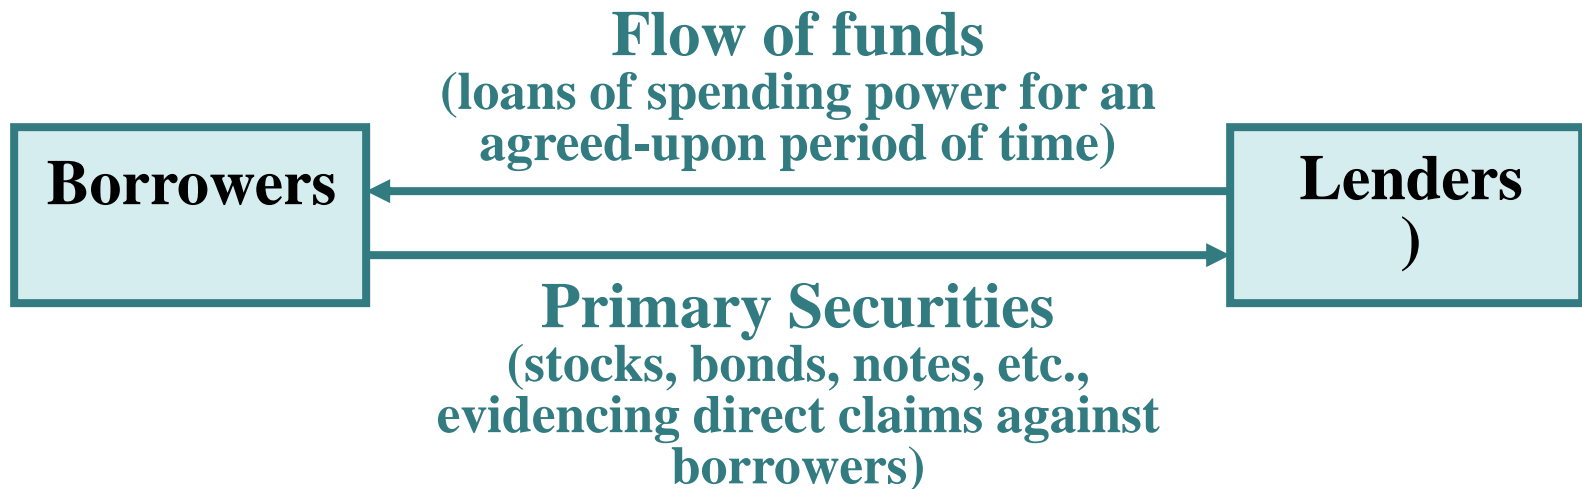 Flow of funds
(loans of spending power for an
agreed-upon period of time)
Borrowers
Lenders
)
Primary Securities
(stocks, bonds, notes, etc.,
evidencing direct claims against
borrowers)